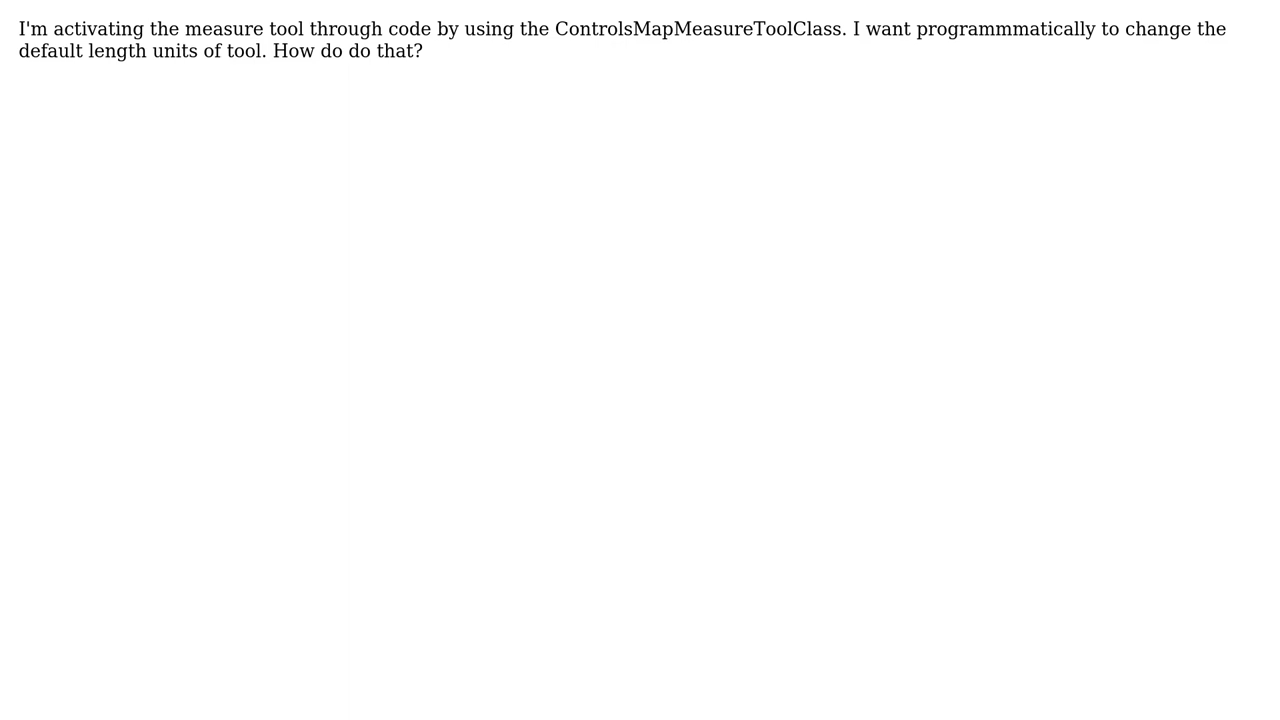 I'm activating the measure tool through code by using the ControlsMapMeasureToolClass. I want programmmatically to change the
default length units of tool. How do do that?